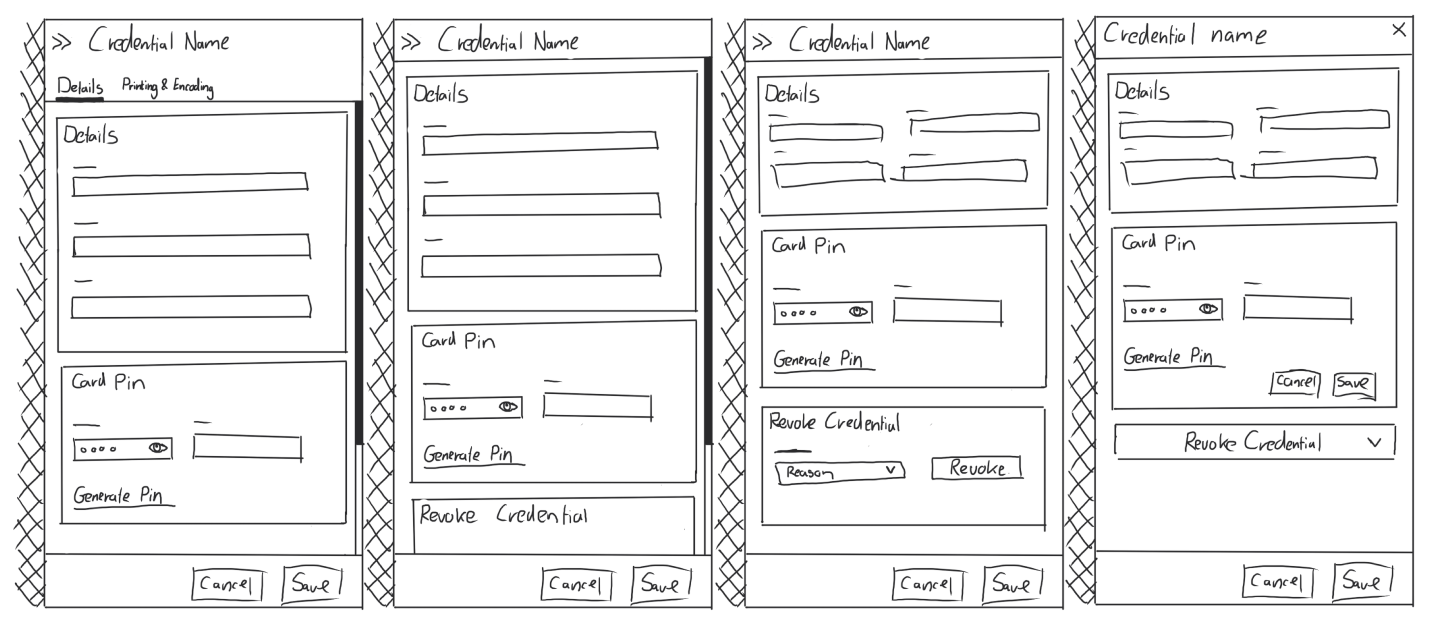 >> Credential Name
Details Printing & Encoding
Details
Card Pin
Generate Pin
Cancel Save
>> Credential Name
Details
Card Pin
Generate Pin
Revoke Credential
Cancel Save
>> Credential Name
Details
Card Pin
Generate Pin
Revoke Credential
Reason Revoke
Cancel Save
Credential name X
Details
Card Pin
Generate Pin
Cancel Save
Revoke Credential
Cancel Save